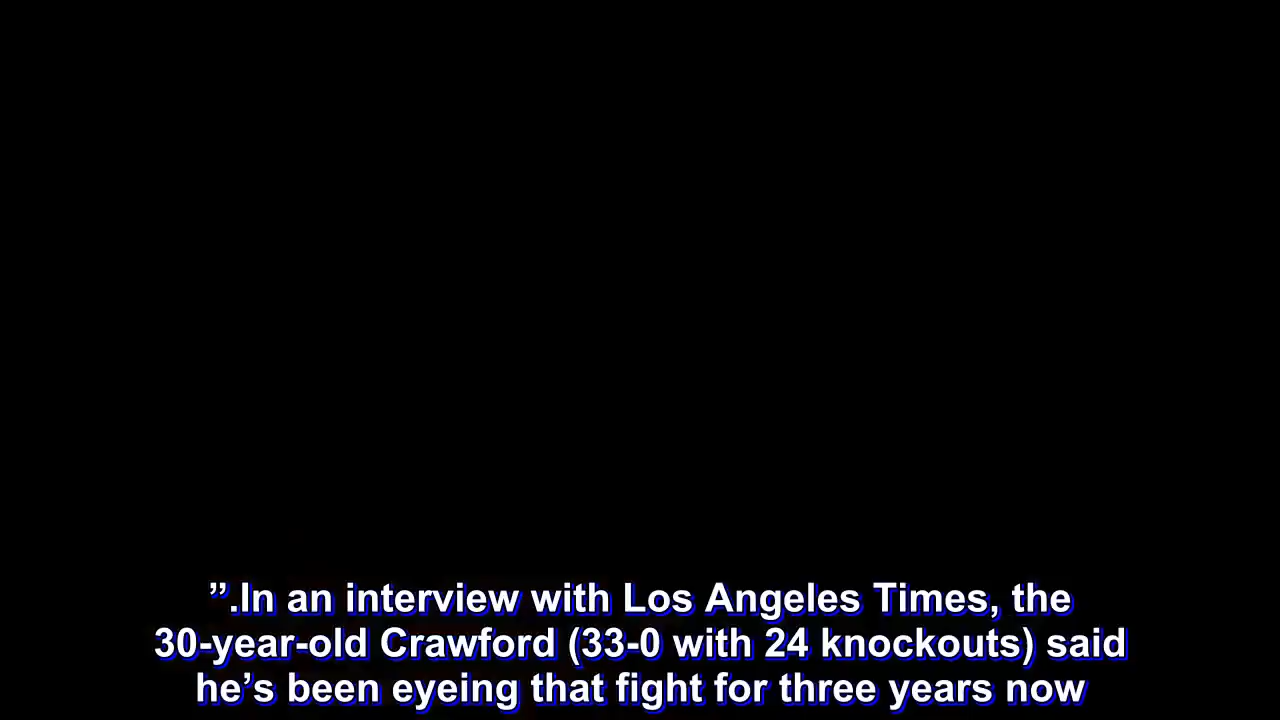 ”.In an interview with Los Angeles Times, the
30-year-old Crawford (33-0 with 24 knockouts) said
he’s been eyeing that fight for three years now